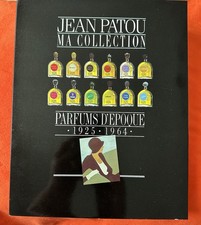 JEAN PATOU
MA COLLECTION
PARFUMS D'EPOQUE
·1925·1964·